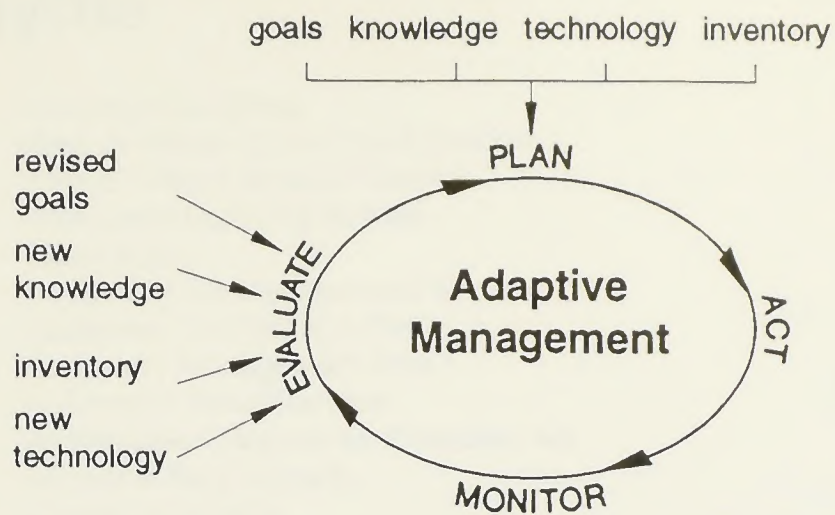 goals knowledge technology inventory
PLAN
revised
goals
new
knowledge
inventory
new
technology
EVALUATE
Adaptive
Management
ACT
MONITOR